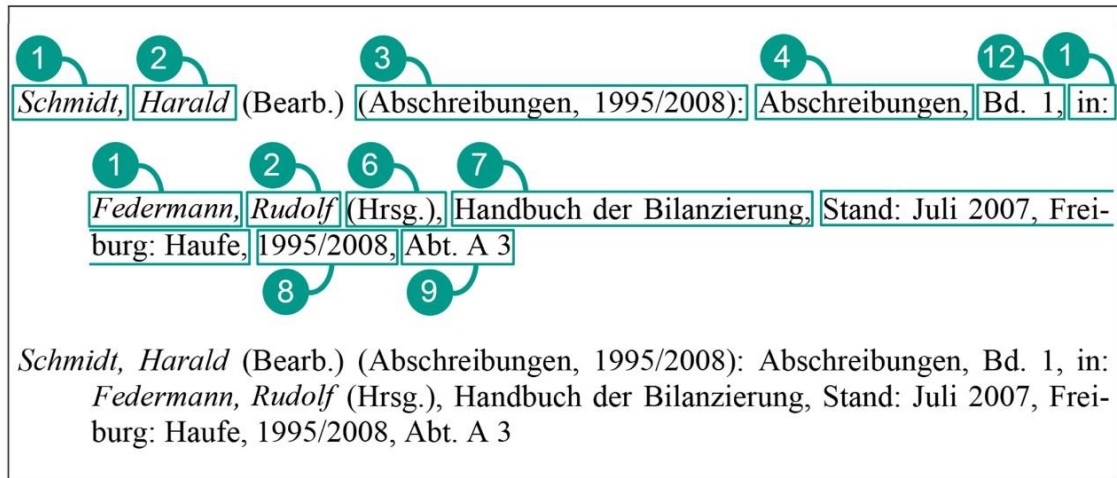 1 2 3 4 12 1
Schmidt, Harald (Bearb.) (Abschreibungen, 1995/2008): Abschreibungen, Bd. 1, in:
1 2 6 7
Federmann, Rudolf (Hrsg.), Handbuch der Bilanzierung, Stand: Juli 2007, Frei-
burg: Haufe, 1995/2008, Abt. A 3
8 9
Schmidt, Harald (Bearb.) (Abschreibungen, 1995/2008): Abschreibungen, Bd. 1, in:
Federmann, Rudolf (Hrsg.), Handbuch der Bilanzierung, Stand: Juli 2007, Frei-
burg: Haufe, 1995/2008, Abt. A 3